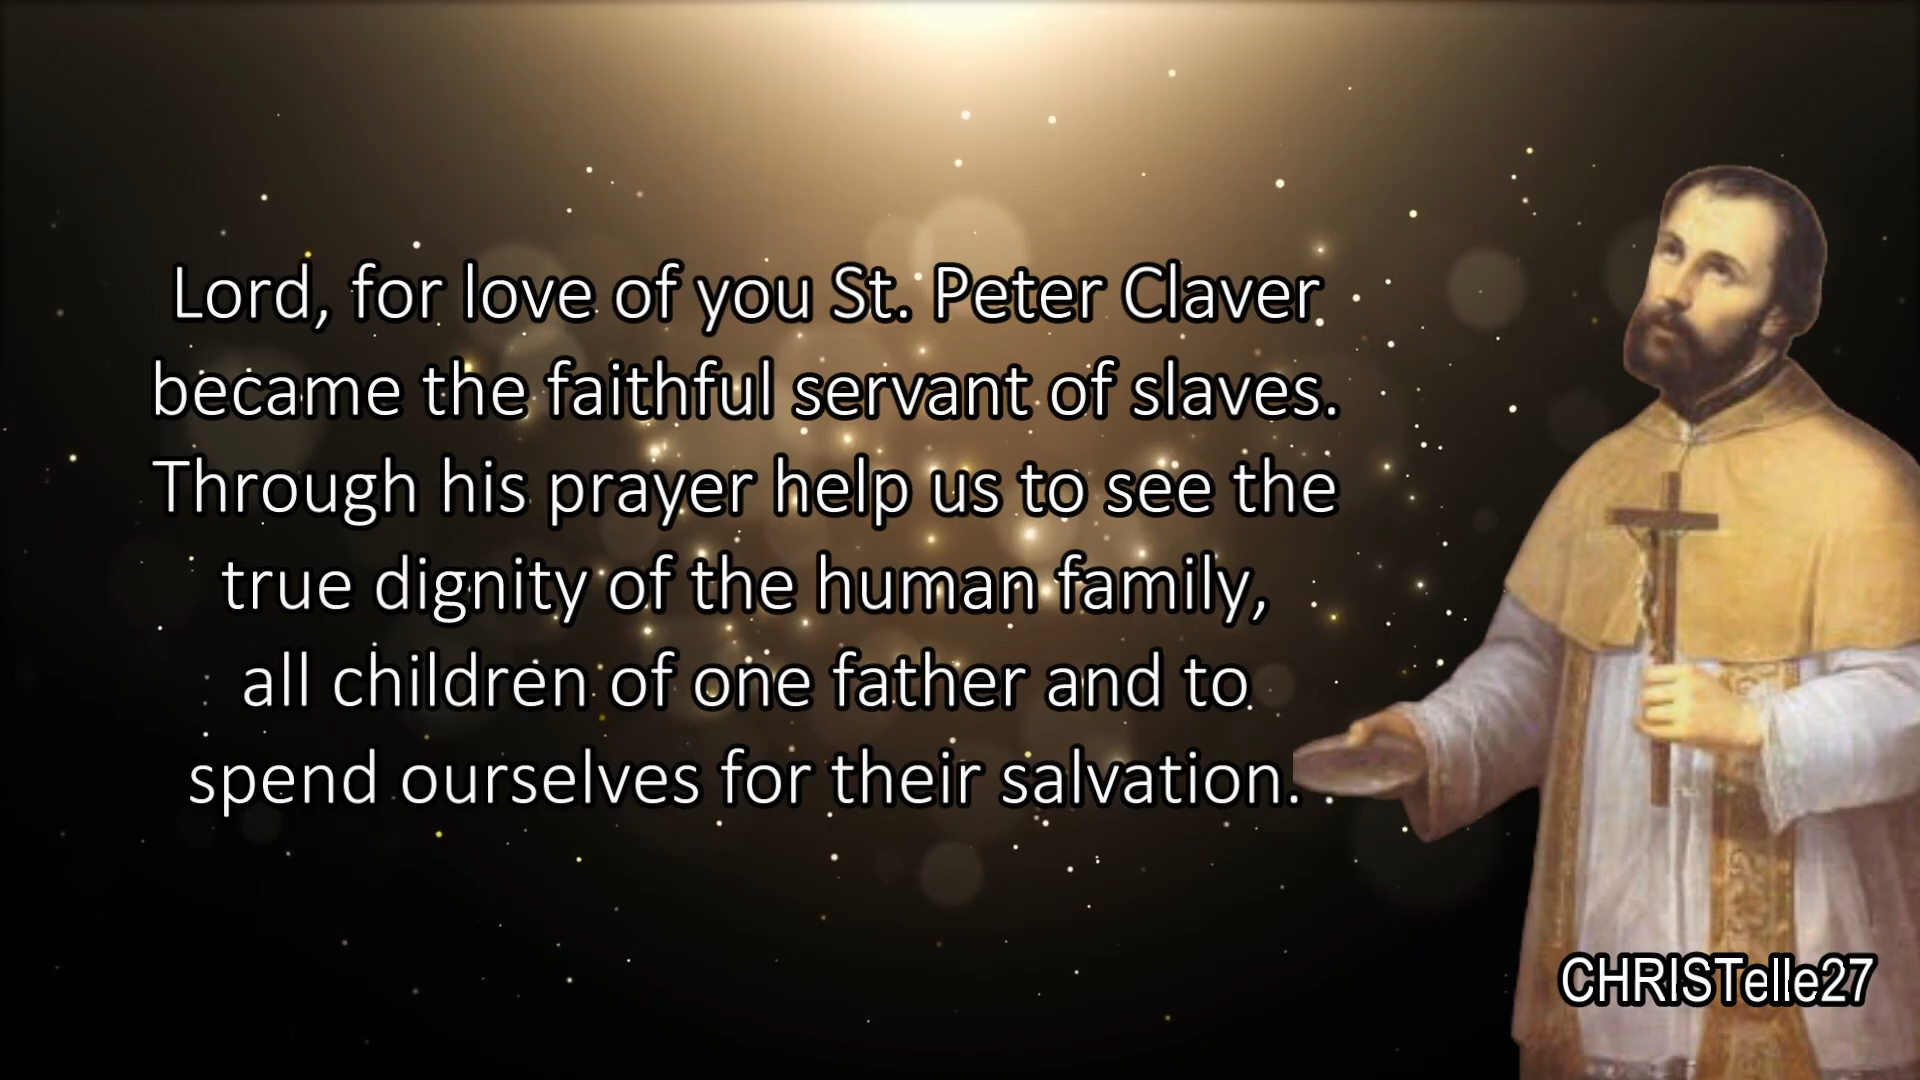 Lord, for love of you St. Peter Claver
became the faithful servant of slaves.
Through his prayer help us to see the
true dignity of the human family,
all children of one father and to
spend ourselves for their salvation.
CHRISTelle27